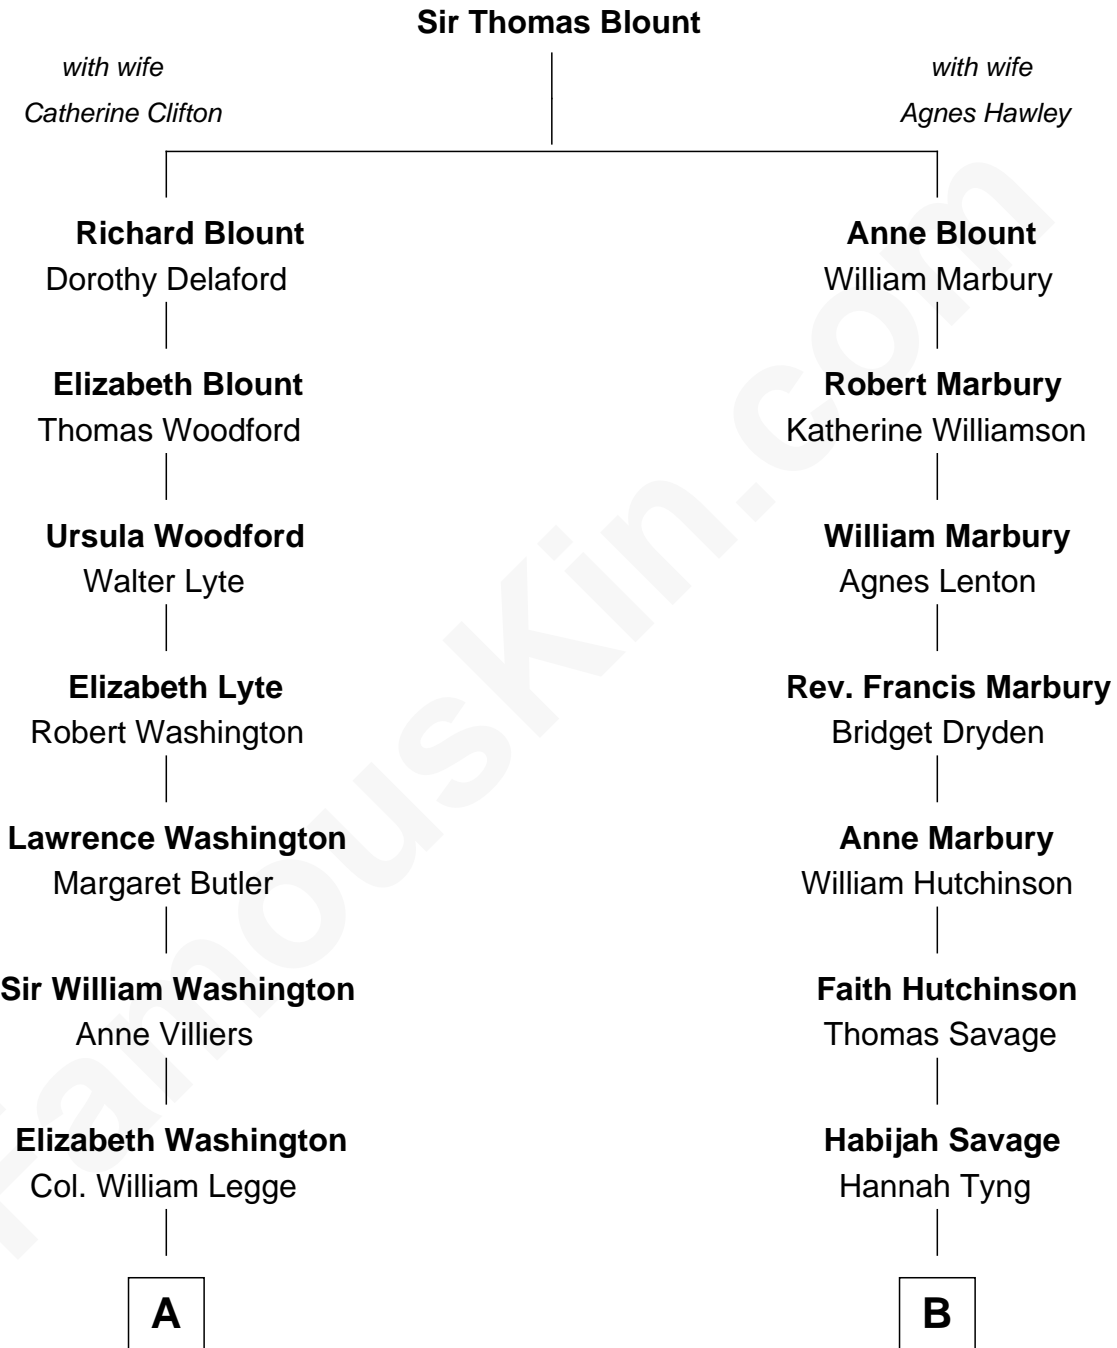 Sir Thomas Blount
with wife
Catherine Clifton
with wife
Agnes Hawley
Richard Blount
Dorothy Delaford
Anne Blount
William Marbury
Elizabeth Blount
Thomas Woodford
Robert Marbury
Katherine Williamson
Ursula Woodford
Walter Lyte
William Marbury
Agnes Lenton
Elizabeth Lyte
Robert Washington
Rev. Francis Marbury
Bridget Dryden
Lawrence Washington
Margaret Butler
Anne Marbury
William Hutchinson
Sir William Washington
Anne Villiers
Faith Hutchinson
Thomas Savage
Elizabeth Washington
Col. William Legge
Habijah Savage
Hannah Tyng
A
B
FamousKin.com